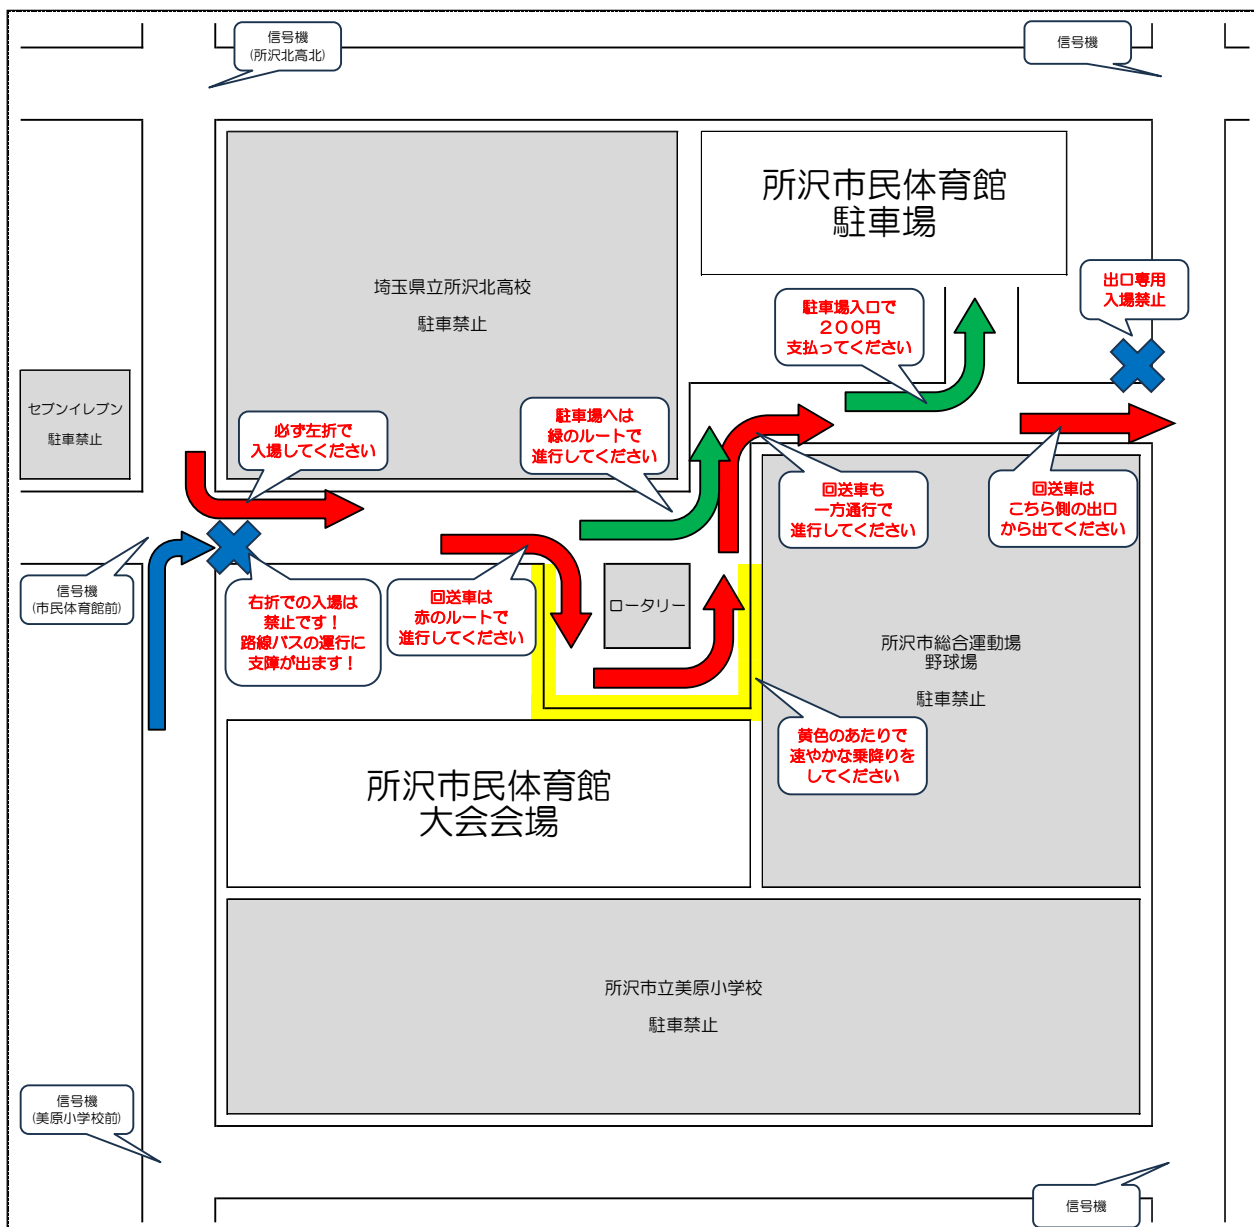 信号機
(所沢北高北)
信号機
所沢市民体育館
駐車場
埼玉県立所沢北高校
駐車禁止
出口専用
入場禁止
駐車場入口で
２００円
支払ってください
セブンイレブン
駐車禁止
必ず左折で
入場してください
駐車場へは
緑のルートで
進行してください
回送車も
一方通行で
進行してください
回送車は
こちら側の出口
から出てください
信号機
(市民体育館前)
右折での入場は
禁止です！
路線バスの運行に
支障が出ます！
回送車は
赤のルートで
進行してください
ロータリー
所沢市総合運動場
野球場
駐車禁止
黄色のあたりで
速やかな乗降りを
してください
所沢市民体育館
大会会場
所沢市立美原小学校
駐車禁止
信号機
(美原小学校前)
信号機